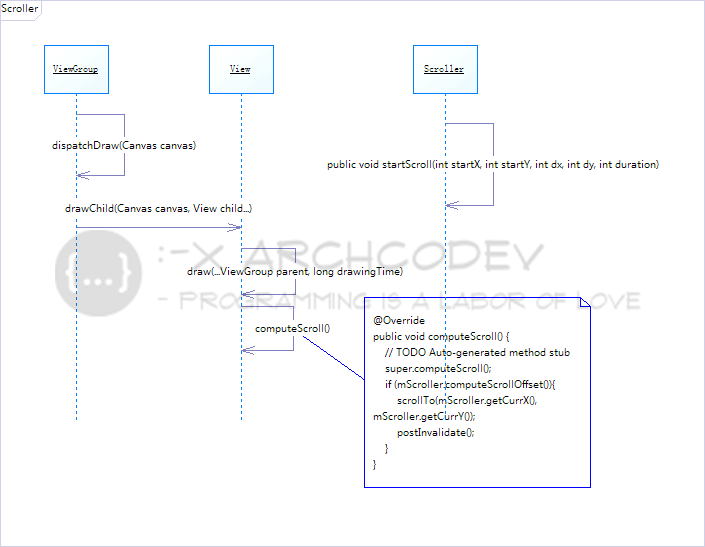 Scroller
ViewGroup
View
Scroller
dispatchDraw(Canvas canvas)
public void startScroll(int startX, int startY, int dx, int dy, int duration)
drawChild(Canvas canvas, View child...)
{...} :-X ARCHCODEV
draw(...ViewGroup parent, long drawingTime)
- PROGRAMMING IS A LABOR OF LOVE
computeScroll()
@Override
public void computeScroll() {
// TODO Auto-generated method stub
super.computeScroll();
if (mScroller.computeScrollOffset()){
scrollTo(mScroller.getCurrX(),
mScroller.getCurrY());
postInvalidate();
}
}